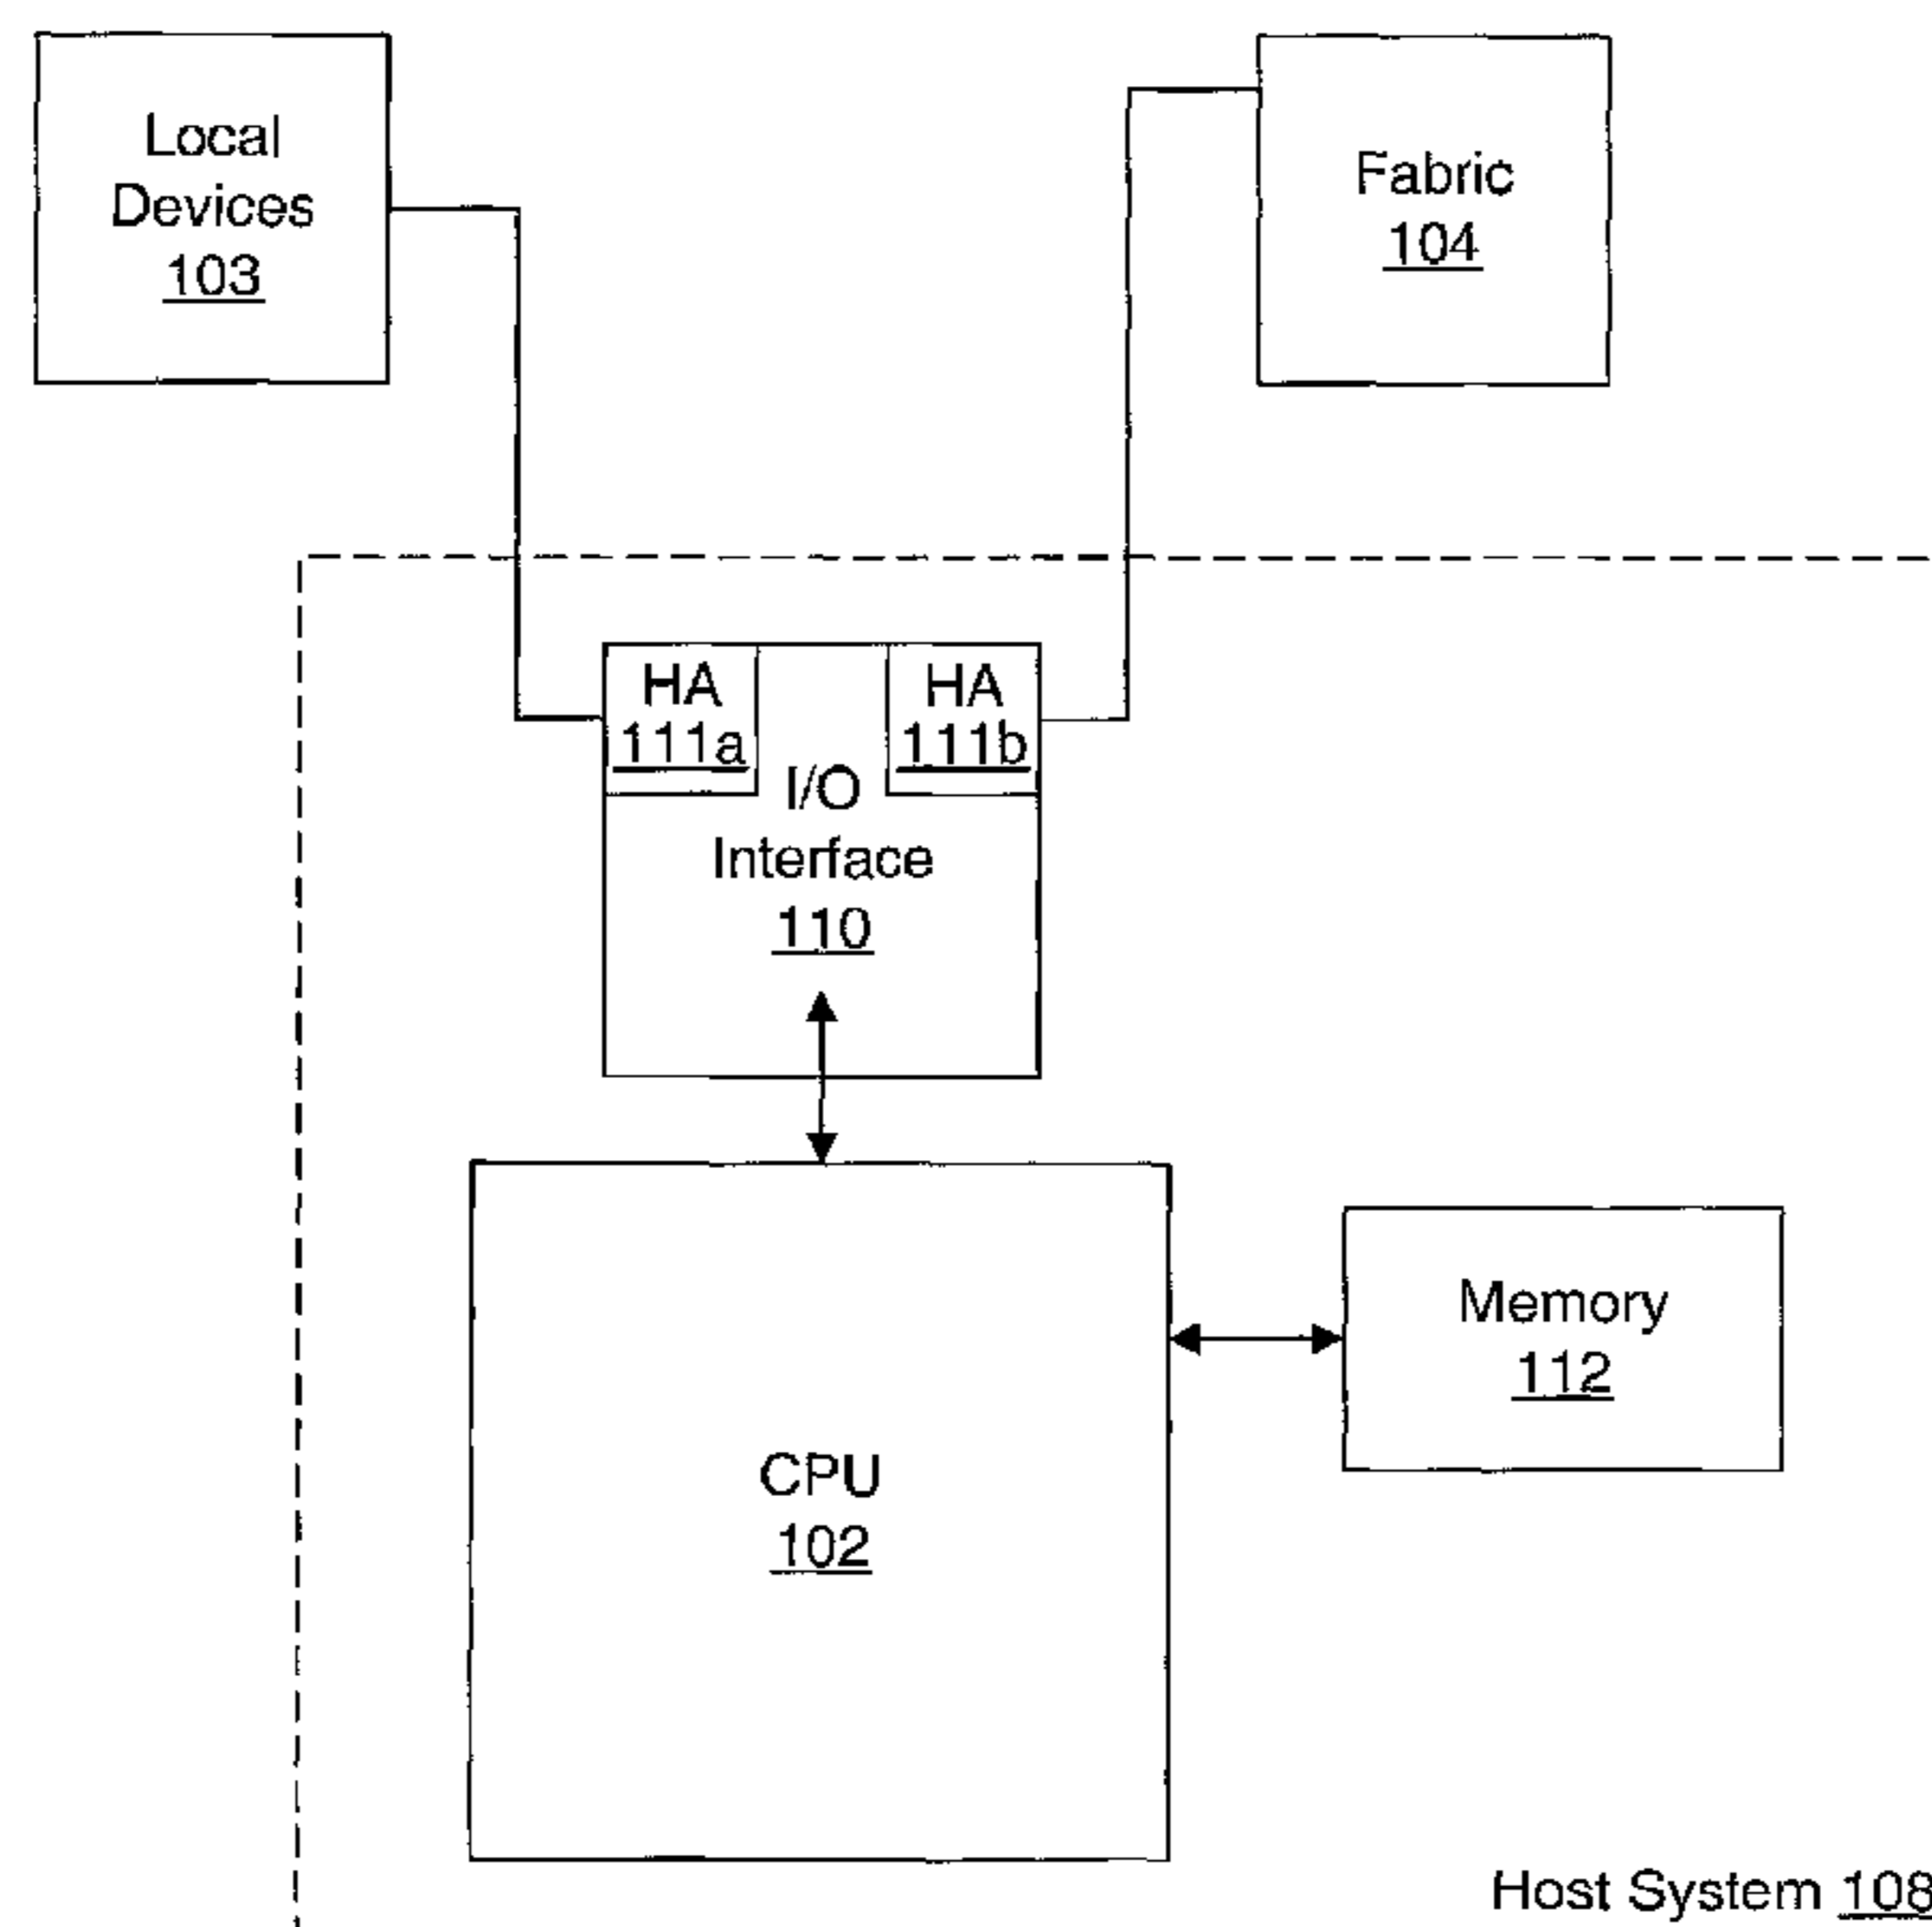 Local
Devices
103
Fabric
104
HA
111a
HA
111b
I/O
Interface
110
Memory
112
CPU
102
Host System 108